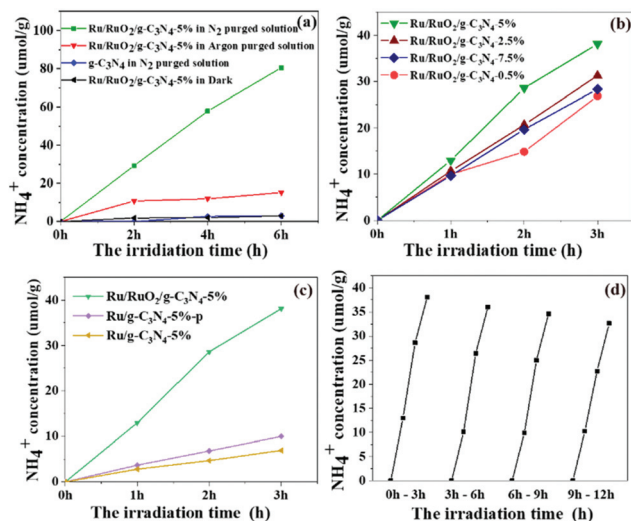 (a)
Ru/RuO2/g-C3N4-5% in N2 purged solution
Ru/RuO2/g-C3N4-5% in Argon purged solution
g-C3N4 in N2 purged solution
Ru/RuO2/g-C3N4-5% in Dark
NH4+ concentration (umol/g)
100
80
60
40
20
0
0h
2h
4h
6h
The irridiation time (h)
(b)
Ru/RuO2/g-C3N4-5%
Ru/RuO2/g-C3N4-2.5%
Ru/RuO2/g-C3N4-7.5%
Ru/RuO2/g-C3N4-0.5%
NH4+ concentration (umol/g)
40
30
20
10
0
0h
1h
2h
3h
The irradiation time (h)
(c)
Ru/RuO2/g-C3N4-5%
Ru/g-C3N4-5%-p
Ru/g-C3N4-5%
NH4+ concentration (umol/g)
40
30
20
10
0
0h
1h
2h
3h
The irradiation time (h)
(d)
NH4+ concentration (umol/g)
40
35
30
25
20
15
10
5
0
0h - 3h
3h - 6h
6h - 9h
9h - 12h
The irradiation time (h)